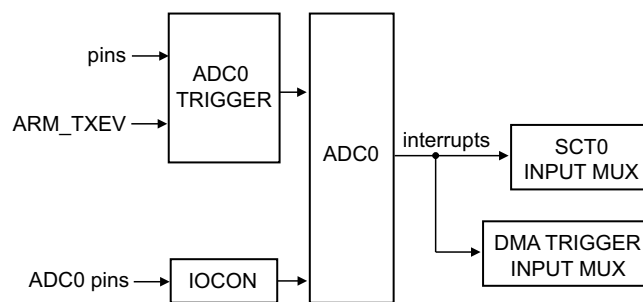 pins
ADC0
TRIGGER
ARM_TXEV
ADC0
interrupts
SCT0
INPUT MUX
DMA TRIGGER
INPUT MUX
ADC0 pins
IOCON